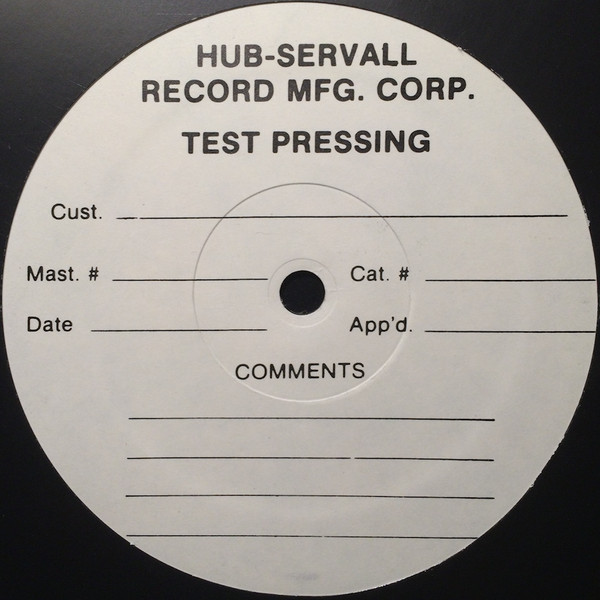 HUB-SERVALL
RECORD MFG. CORP.
TEST PRESSING
Cust.
Mast. # Cat. #
Date App'd.
COMMENTS